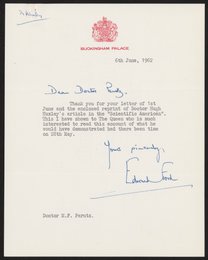 BUCKINGHAM PALACE
6th June, 1962
Dear Doctor Perutz,
Thank you for your letter of 1st
June and the enclosed reprint of Doctor Hugh
Huxley's article in the "Scientific American".
This I have shown to The Queen who is much
interested to read this account of what he
would have demonstrated had there been time
on 28th May.
Yours sincerely,
Edward Ford
Doctor M.F. Perutz.